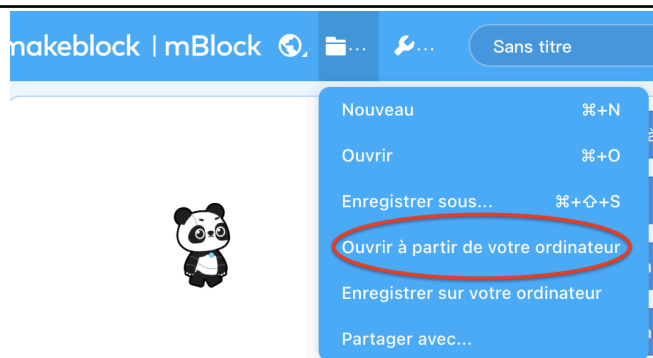 makeblock | mBlock ... ... Sans titre
Nouveau ⌘+N
Ouvrir ⌘+O
Enregistrer sous... ⌘+⇧+S
Ouvrir à partir de votre ordinateur
Enregistrer sur votre ordinateur
Partager avec...